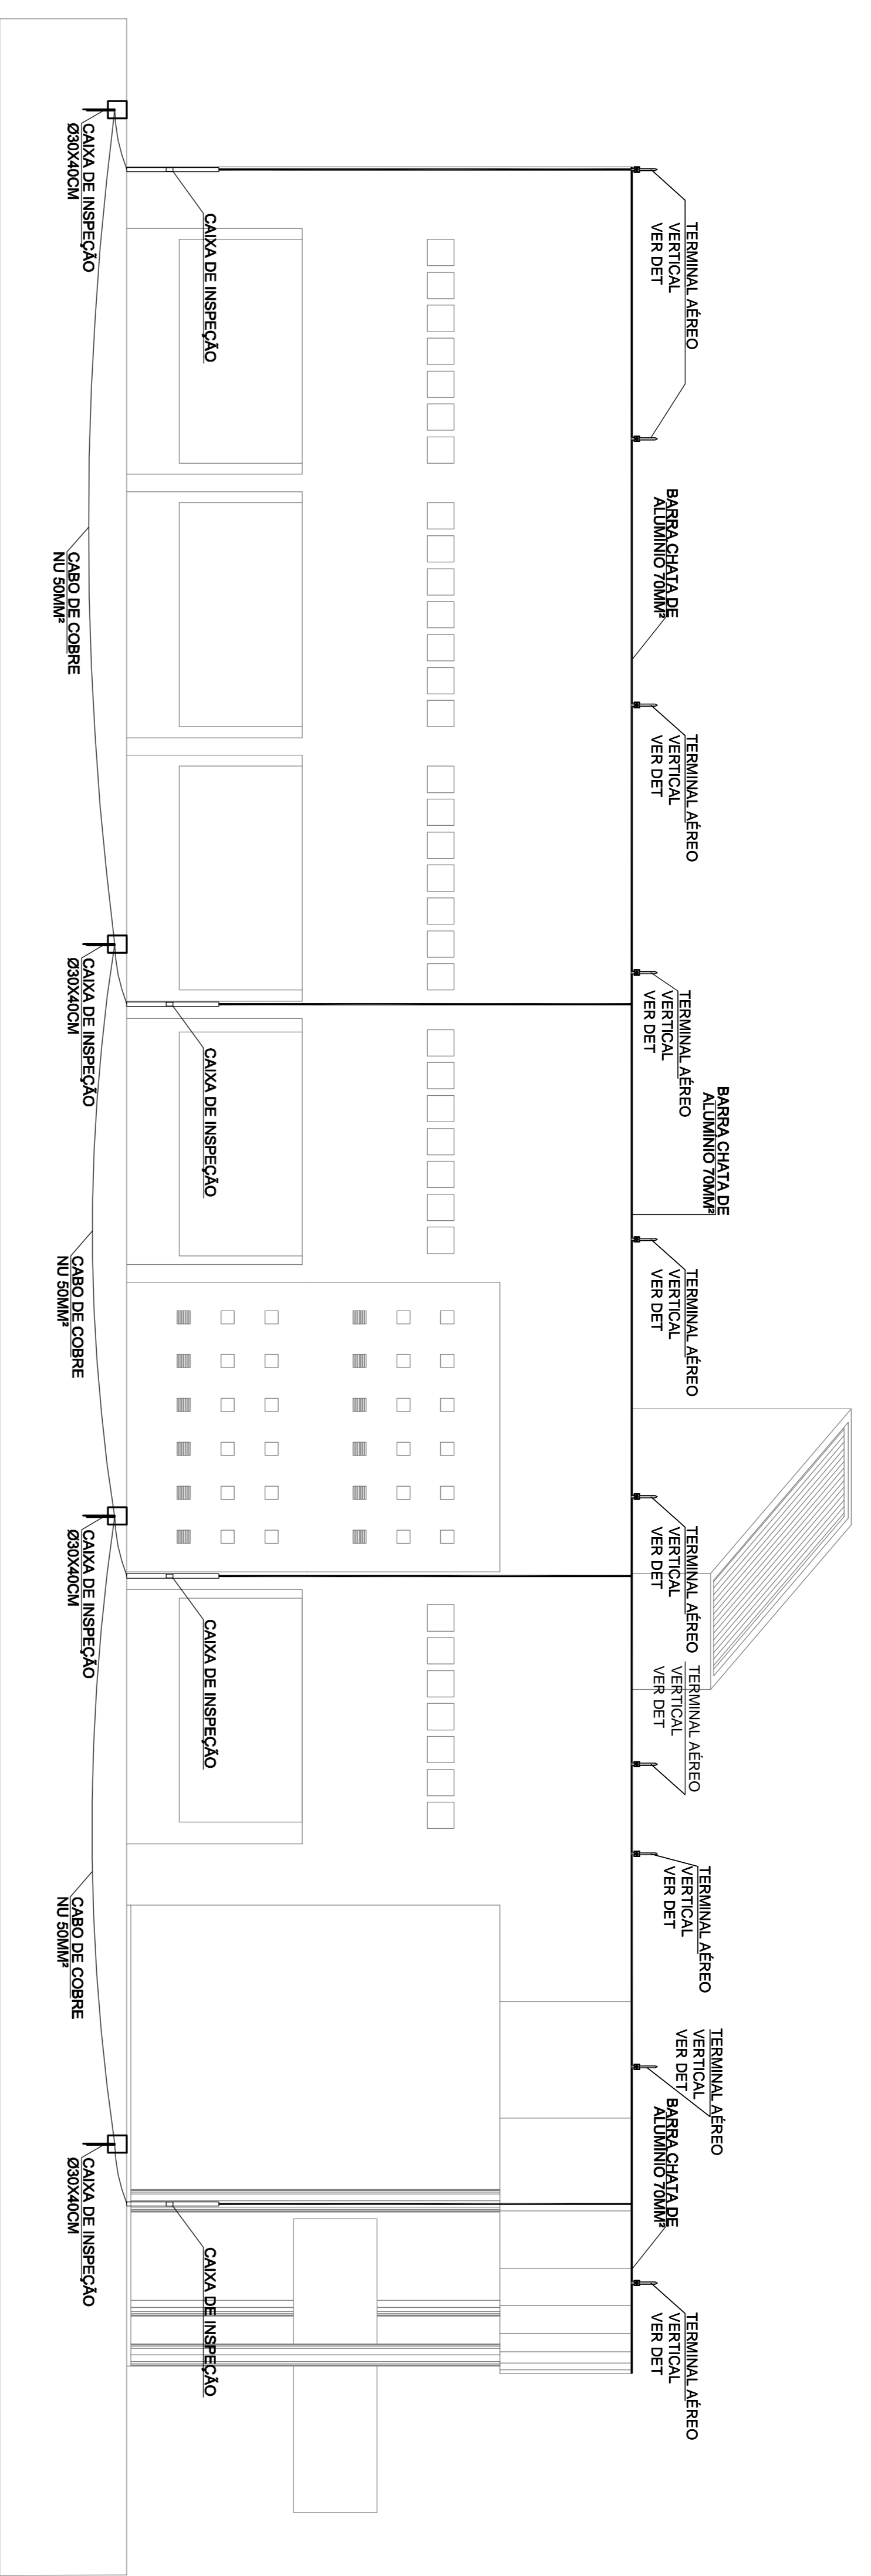 TERMINAL AÉREO
VERTICAL
VER DET
BARRA CHATA DE
ALUMÍNIO 70MM²
TERMINAL AÉREO
VERTICAL
VER DET
TERMINAL AÉREO
VERTICAL
VER DET
BARRA CHATA DE
ALUMÍNIO 70MM²
TERMINAL AÉREO
VERTICAL
VER DET
TERMINAL AÉREO
VERTICAL
VER DET
TERMINAL AÉREO
VERTICAL
VER DET
TERMINAL AÉREO
VERTICAL
VER DET
TERMINAL AÉREO
VERTICAL
VER DET
BARRA CHATA DE
ALUMÍNIO 70MM²
TERMINAL AÉREO
VERTICAL
VER DET
CAIXA DE INSPEÇÃO
CAIXA DE INSPEÇÃO
CAIXA DE INSPEÇÃO
CAIXA DE INSPEÇÃO
CAIXA DE INSPEÇÃO
Ø30X40CM
CABO DE COBRE
NU 50MM²
CAIXA DE INSPEÇÃO
Ø30X40CM
CABO DE COBRE
NU 50MM²
CAIXA DE INSPEÇÃO
Ø30X40CM
CABO DE COBRE
NU 50MM²
CAIXA DE INSPEÇÃO
Ø30X40CM